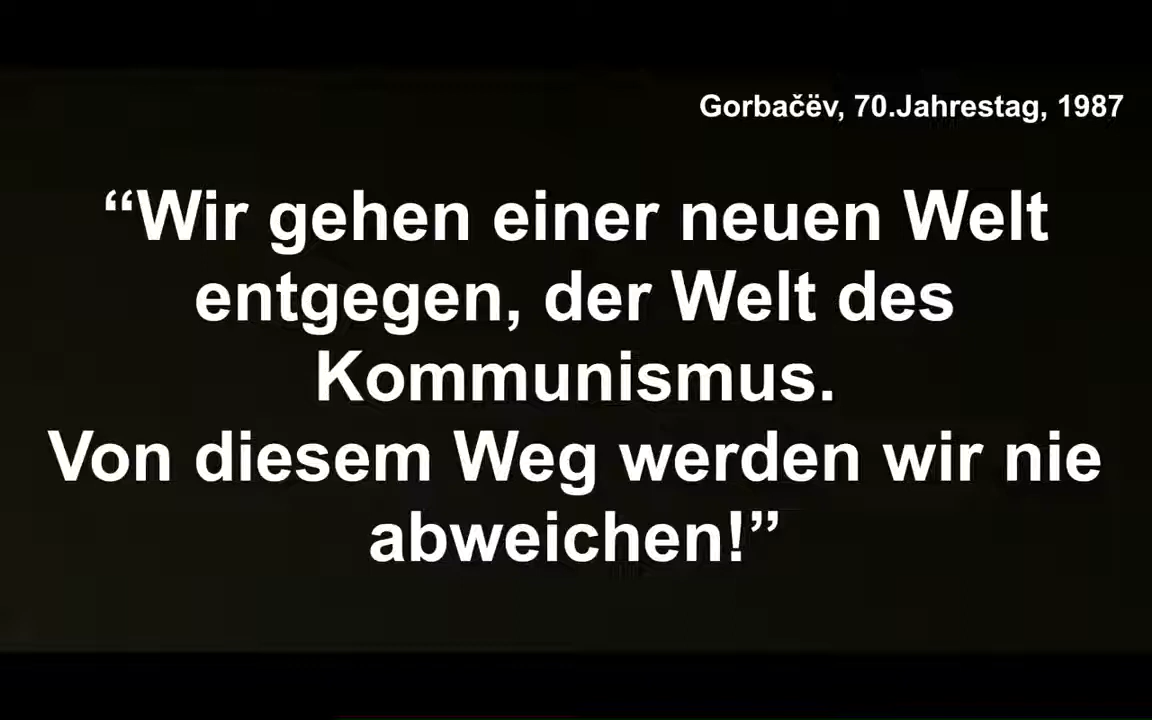 Gorbačëv, 70.Jahrestag, 1987
“Wir gehen einer neuen Welt
entgegen, der Welt des
Kommunismus.
Von diesem Weg werden wir nie
abweichen!”